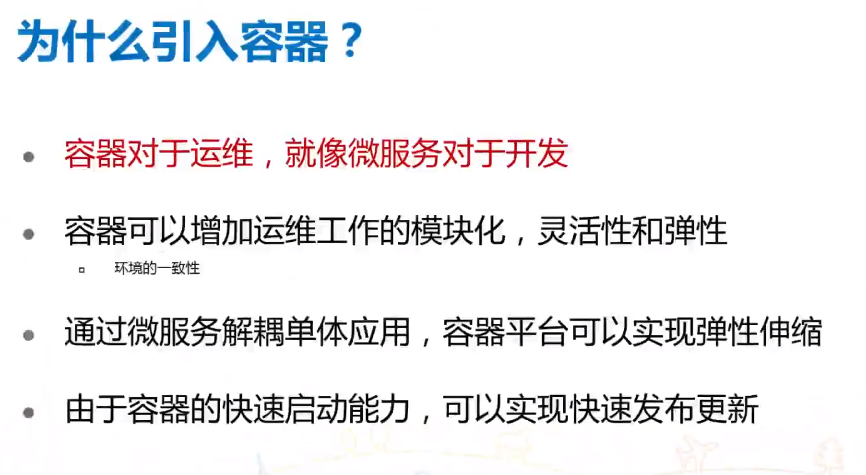 为什么引入容器？
容器对于运维，就像微服务对于开发
容器可以增加运维工作的模块化，灵活性和弹性
环境的一致性
通过微服务解耦单体应用，容器平台可以实现弹性伸缩
由于容器的快速启动能力，可以实现快速发布更新